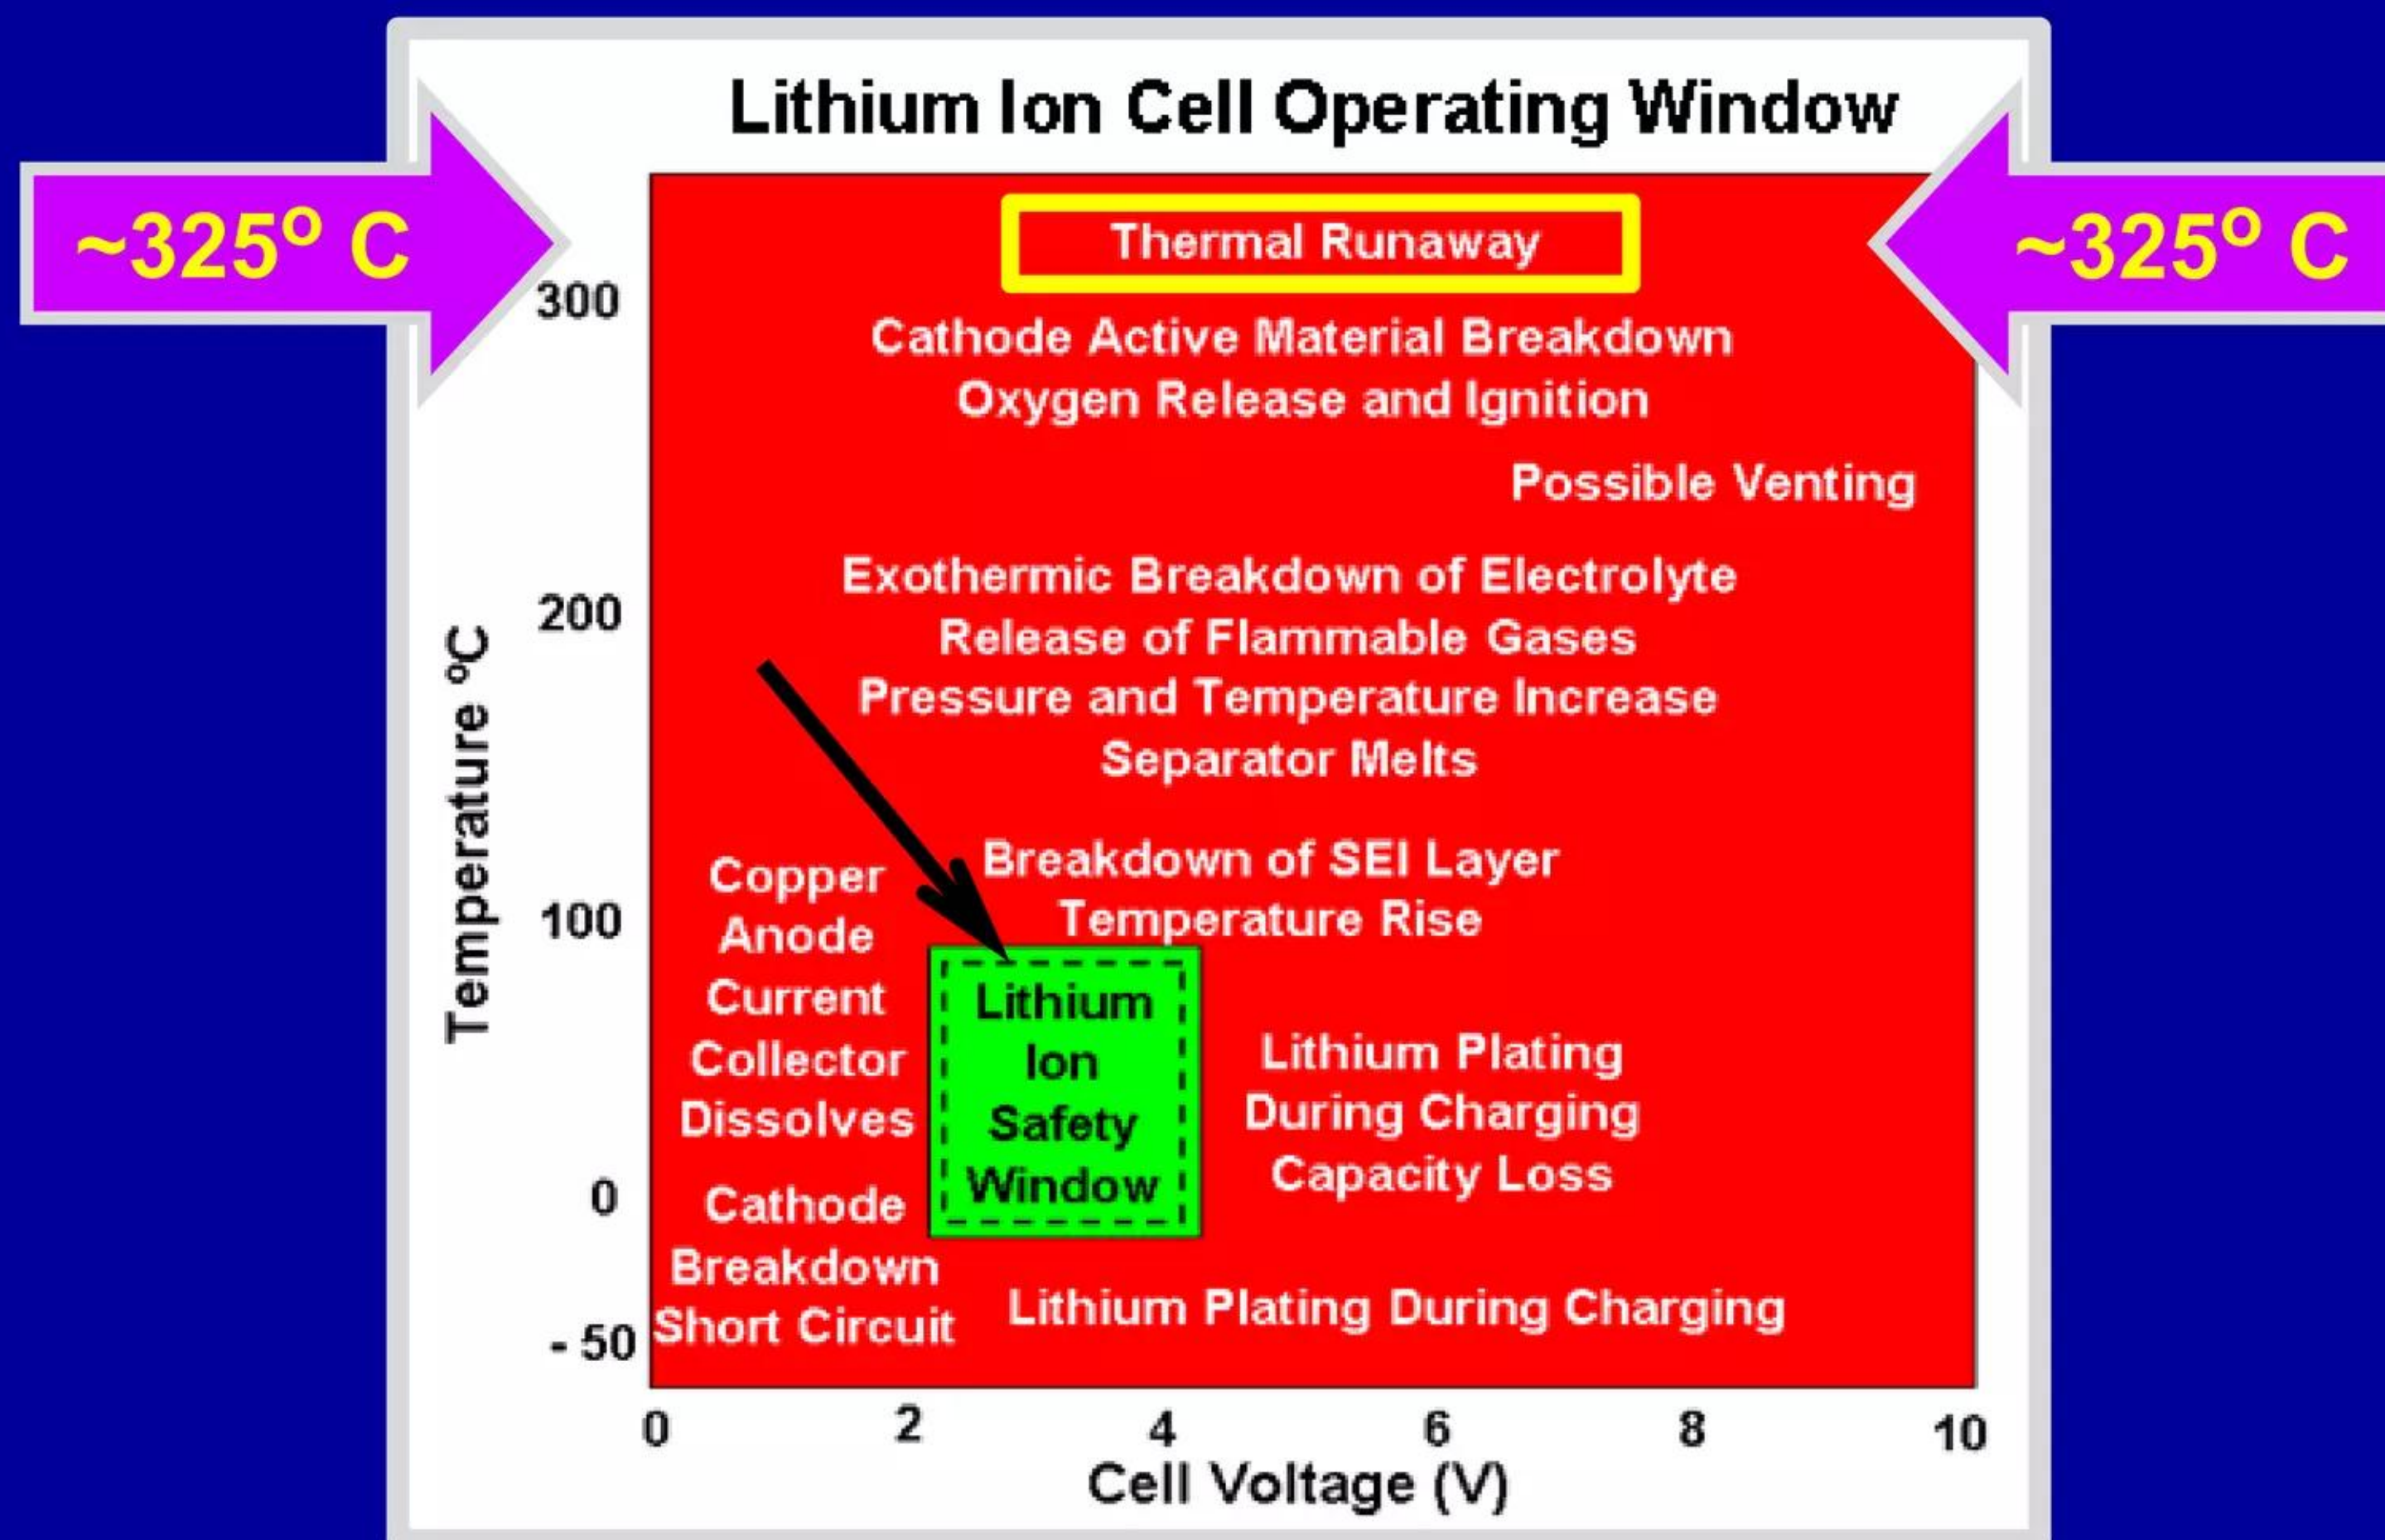 Lithium Ion Cell Operating Window
~325º C
~325º C
Thermal Runaway
300
Cathode Active Material Breakdown
Oxygen Release and Ignition
Possible Venting
Exothermic Breakdown of Electrolyte
200
Release of Flammable Gases
Pressure and Temperature Increase
Separator Melts
Temperature ºC
Breakdown of SEI Layer
Temperature Rise
100
Copper
Anode
Current
Collector
Dissolves
Lithium
Ion
Safety
Window
Lithium Plating
During Charging
Capacity Loss
0
Cathode
Breakdown
Short Circuit
Lithium Plating During Charging
- 50
0 2 4 6 8 10
Cell Voltage (V)